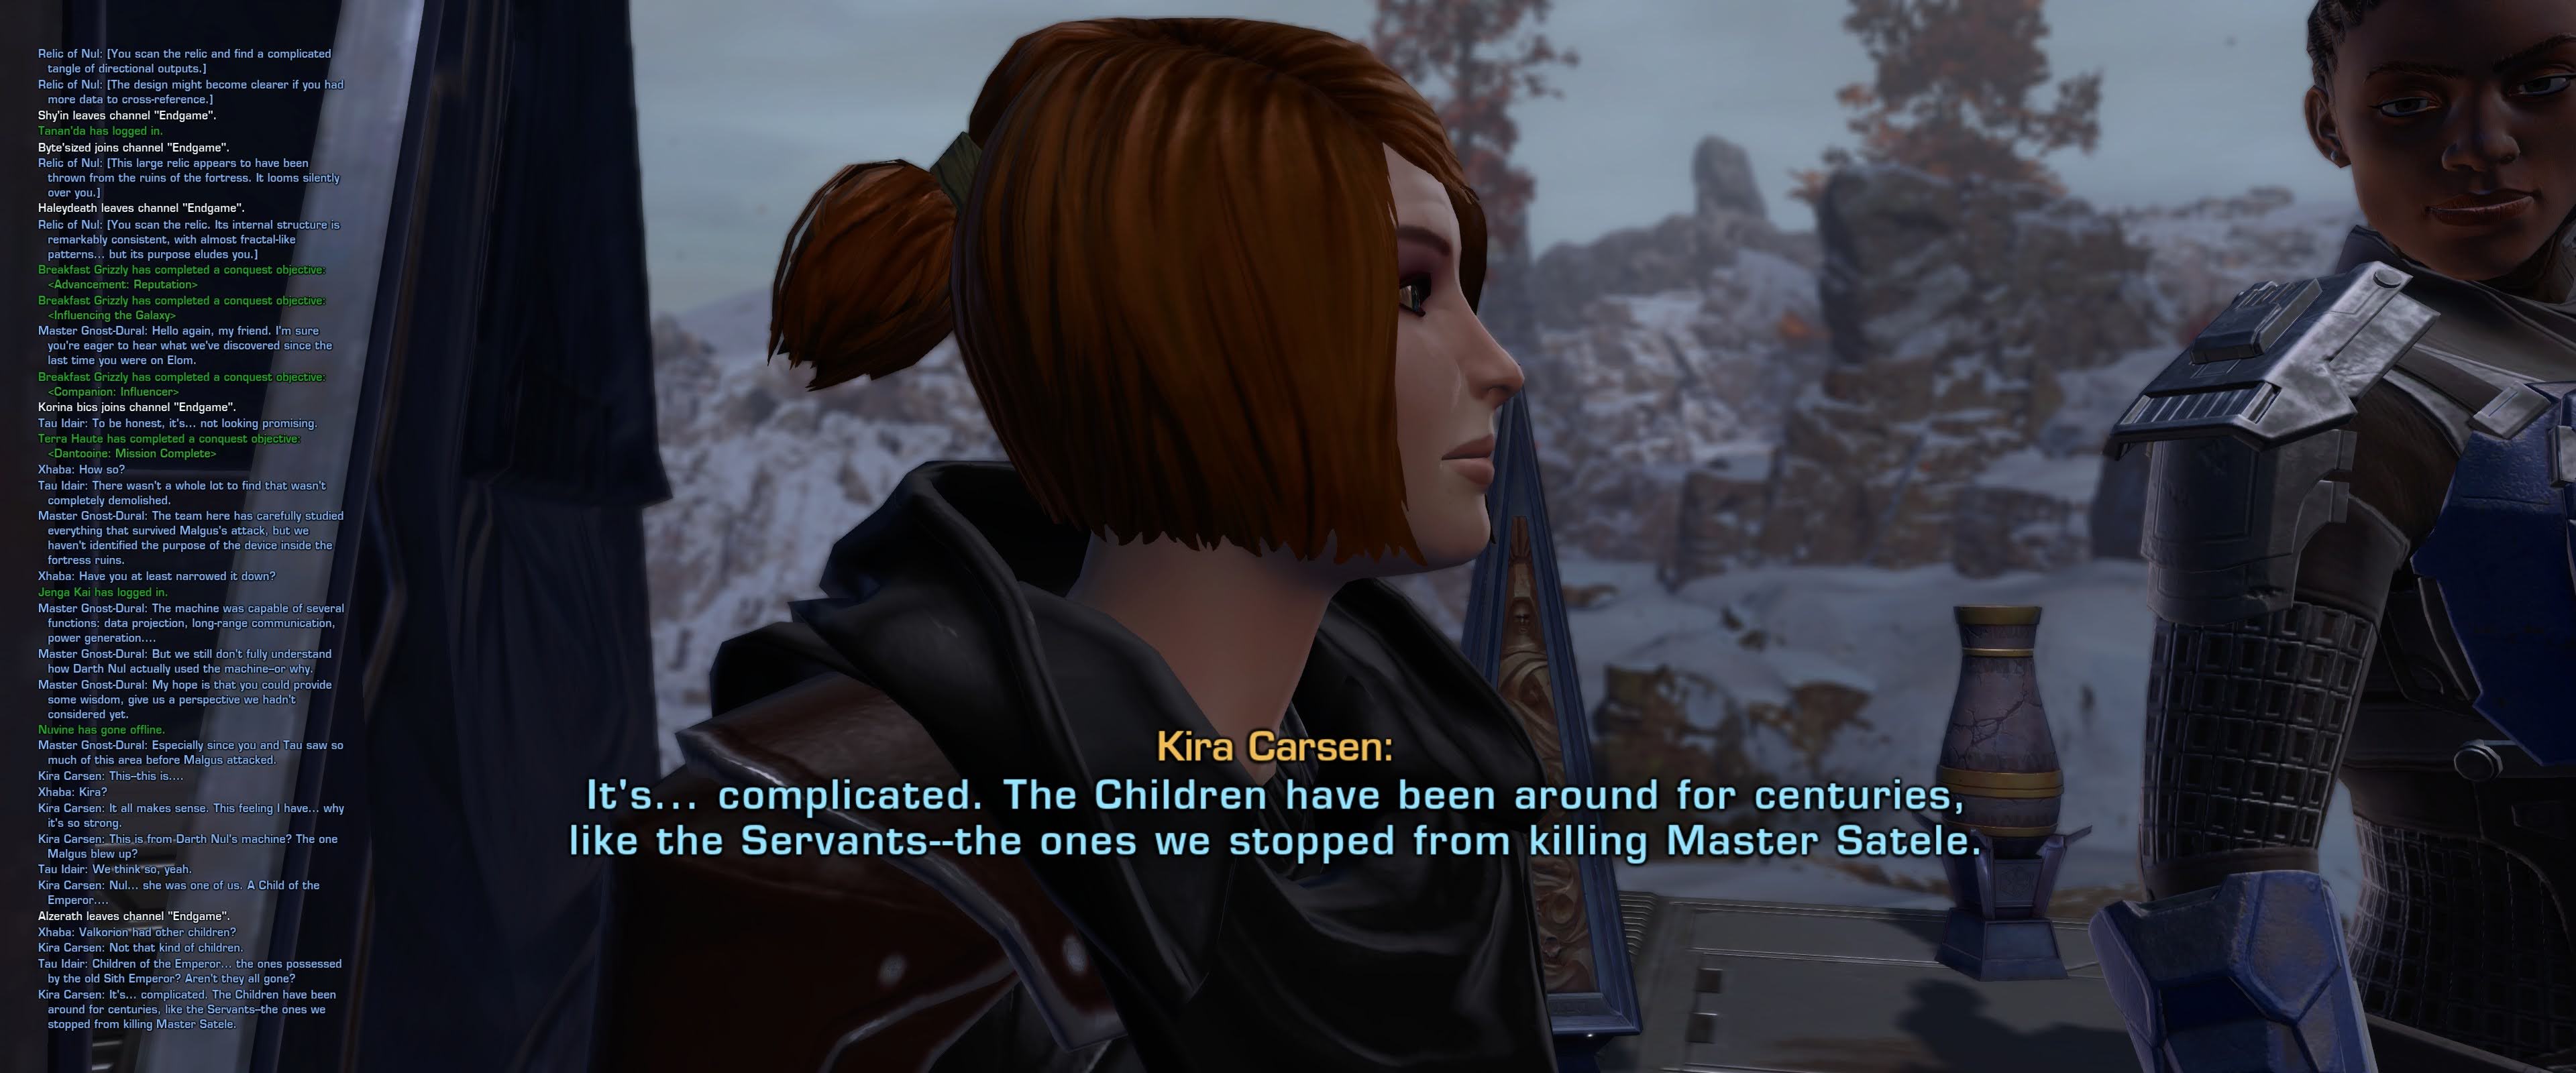 Relic of Nul: [You scan the relic and find a complicated
tangle of directional outputs.]
Relic of Nul: [The design might become clearer if you had
more data to cross-reference.]
Shy'in leaves channel "Endgame".
Tanan'da has logged in.
Byte'sized joins channel "Endgame".
Relic of Nul: [This large relic appears to have been
thrown from the ruins of the fortress. It looms silently
over you.]
Haleydeath leaves channel "Endgame".
Relic of Nul: [You scan the relic. Its internal structure is
remarkably consistent, with almost fractal-like
patterns... but its purpose eludes you.]
Breakfast Grizzly has completed a conquest objective:
<Advancement: Reputation>
Breakfast Grizzly has completed a conquest objective:
<Influencing the Galaxy>
Master Gnost-Dural: Hello again, my friend. I'm sure
you're eager to hear what we've discovered since the
last time you were on Elom.
Breakfast Grizzly has completed a conquest objective:
<Companion: Influencer>
Korina bics joins channel "Endgame".
Tau Idair: To be honest, it's... not looking promising.
Terra Haute has completed a conquest objective:
<Dantooine: Mission Complete>
Xhaba: How so?
Tau Idair: There wasn't a whole lot to find that wasn't
completely demolished.
Master Gnost-Dural: The team here has carefully studied
everything that survived Malgus's attack, but we
haven't identified the purpose of the device inside the
fortress ruins.
Xhaba: Have you at least narrowed it down?
Jenga Kai has logged in.
Master Gnost-Dural: The machine was capable of several
functions: data projection, long-range communication,
power generation....
Master Gnost-Dural: But we still don't fully understand
how Darth Nul actually used the machine--or why.
Master Gnost-Dural: My hope is that you could provide
some wisdom, give us a perspective we hadn't
considered yet.
Nuvine has gone offline.
Master Gnost-Dural: Especially since you and Tau saw so
much of this area before Malgus attacked.
Kira Carsen: This--this is....
Xhaba: Kira?
Kira Carsen: It all makes sense. This feeling I have... why
it's so strong.
Kira Carsen: This is from Darth Nul's machine? The one
Malgus blew up?
Tau Idair: We think so, yeah.
Kira Carsen: Nul... she was one of us. A Child of the
Emperor....
Alzerath leaves channel "Endgame".
Xhaba: Valkorion had other children?
Kira Carsen: Not that kind of children.
Tau Idair: Children of the Emperor... the ones possessed
by the old Sith Emperor? Aren't they all gone?
Kira Carsen: It's... complicated. The Children have been
around for centuries, like the Servants--the ones we
stopped from killing Master Satele.
Kira Carsen:
It's... complicated. The Children have been around for centuries,
like the Servants--the ones we stopped from killing Master Satele.